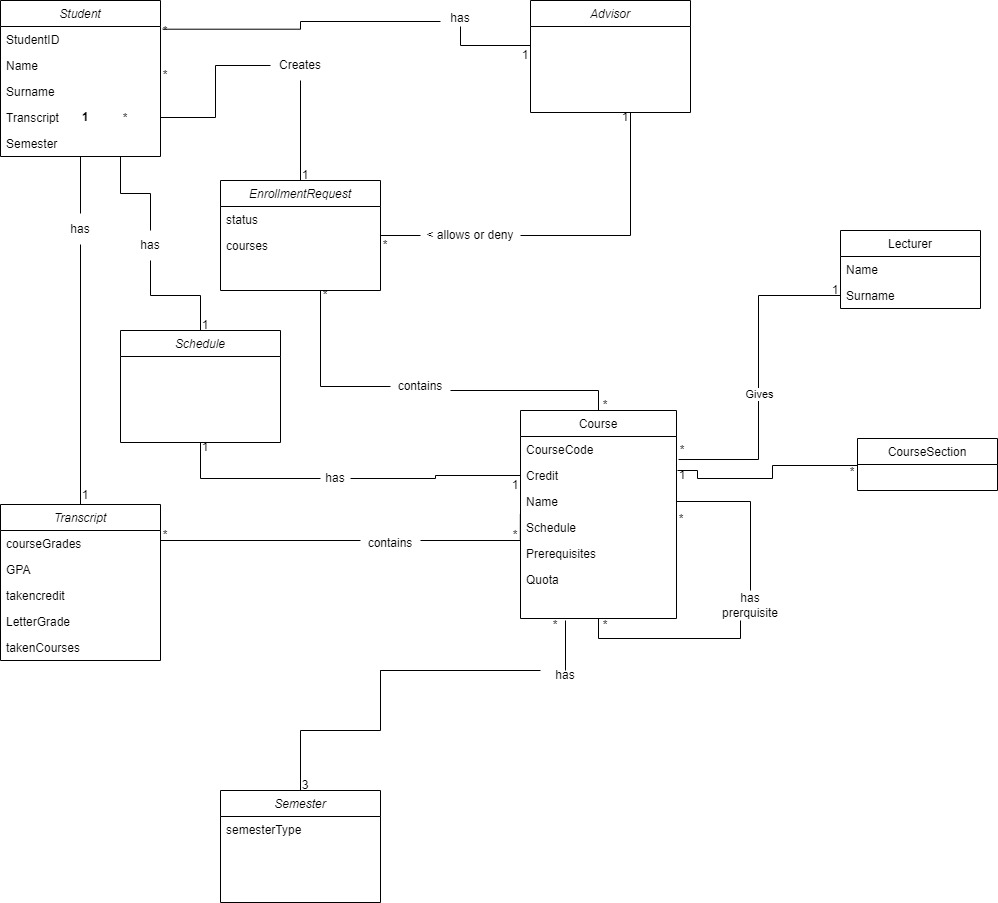 Student
StudentID
Name
Surname
Transcript 1 *
Semester
*
*
has
1
Advisor
Creates
1
1
EnrollmentRequest
status
courses
*
< allows or deny
*
has
has
Lecturer
Name
Surname
1
1
Schedule
contains
*
Gives
Course
CourseCode
Credit
Name
Schedule
Prerequisites
Quota
*
1
*
CourseSection
1
has
1
*
has
prerquisite
*
*
1
Transcript
courseGrades
GPA
takencredit
LetterGrade
takenCourses
*
contains
*
has
3
Semester
semesterType